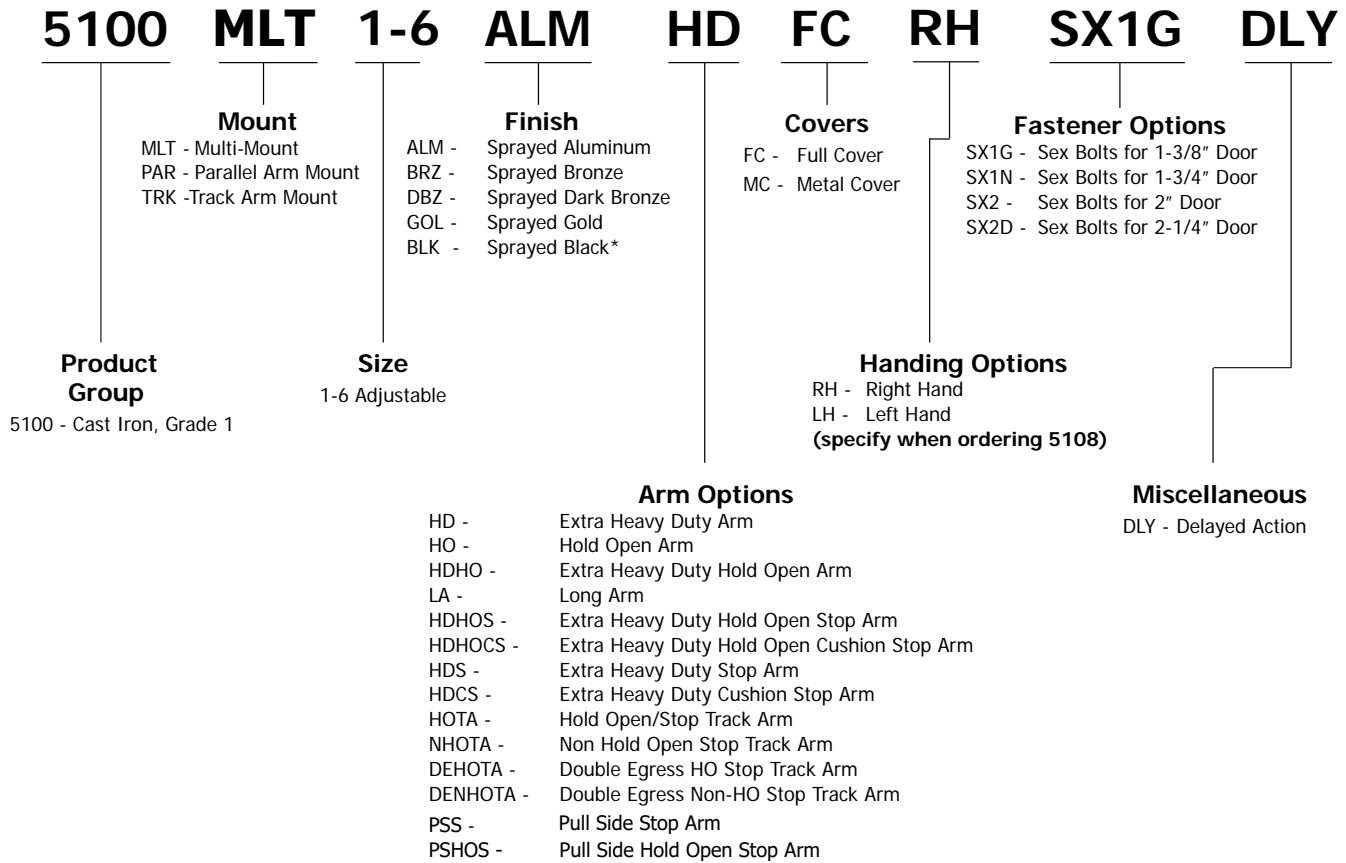 5100 MLT 1-6 ALM HD FC RH SX1G DLY
Mount
MLT - Multi-Mount
PAR - Parallel Arm Mount
TRK -Track Arm Mount
Finish
ALM - Sprayed Aluminum
BRZ - Sprayed Bronze
DBZ - Sprayed Dark Bronze
GOL - Sprayed Gold
BLK - Sprayed Black*
Covers
FC - Full Cover
MC - Metal Cover
Fastener Options
SX1G - Sex Bolts for 1-3/8" Door
SX1N - Sex Bolts for 1-3/4" Door
SX2 - Sex Bolts for 2" Door
SX2D - Sex Bolts for 2-1/4" Door
Product
Group
5100 - Cast Iron, Grade 1
Size
1-6 Adjustable
Handing Options
RH - Right Hand
LH - Left Hand
(specify when ordering 5108)
Arm Options
HD - Extra Heavy Duty Arm
HO - Hold Open Arm
HDHO - Extra Heavy Duty Hold Open Arm
LA - Long Arm
HDHOS - Extra Heavy Duty Hold Open Stop Arm
HDHOCS - Extra Heavy Duty Hold Open Cushion Stop Arm
HDS - Extra Heavy Duty Stop Arm
HDCS - Extra Heavy Duty Cushion Stop Arm
HOTA - Hold Open/Stop Track Arm
NHOTA - Non Hold Open Stop Track Arm
DEHOTA - Double Egress HO Stop Track Arm
DENHOTA - Double Egress Non-HO Stop Track Arm
PSS - Pull Side Stop Arm
PSHOS - Pull Side Hold Open Stop Arm
Miscellaneous
DLY - Delayed Action